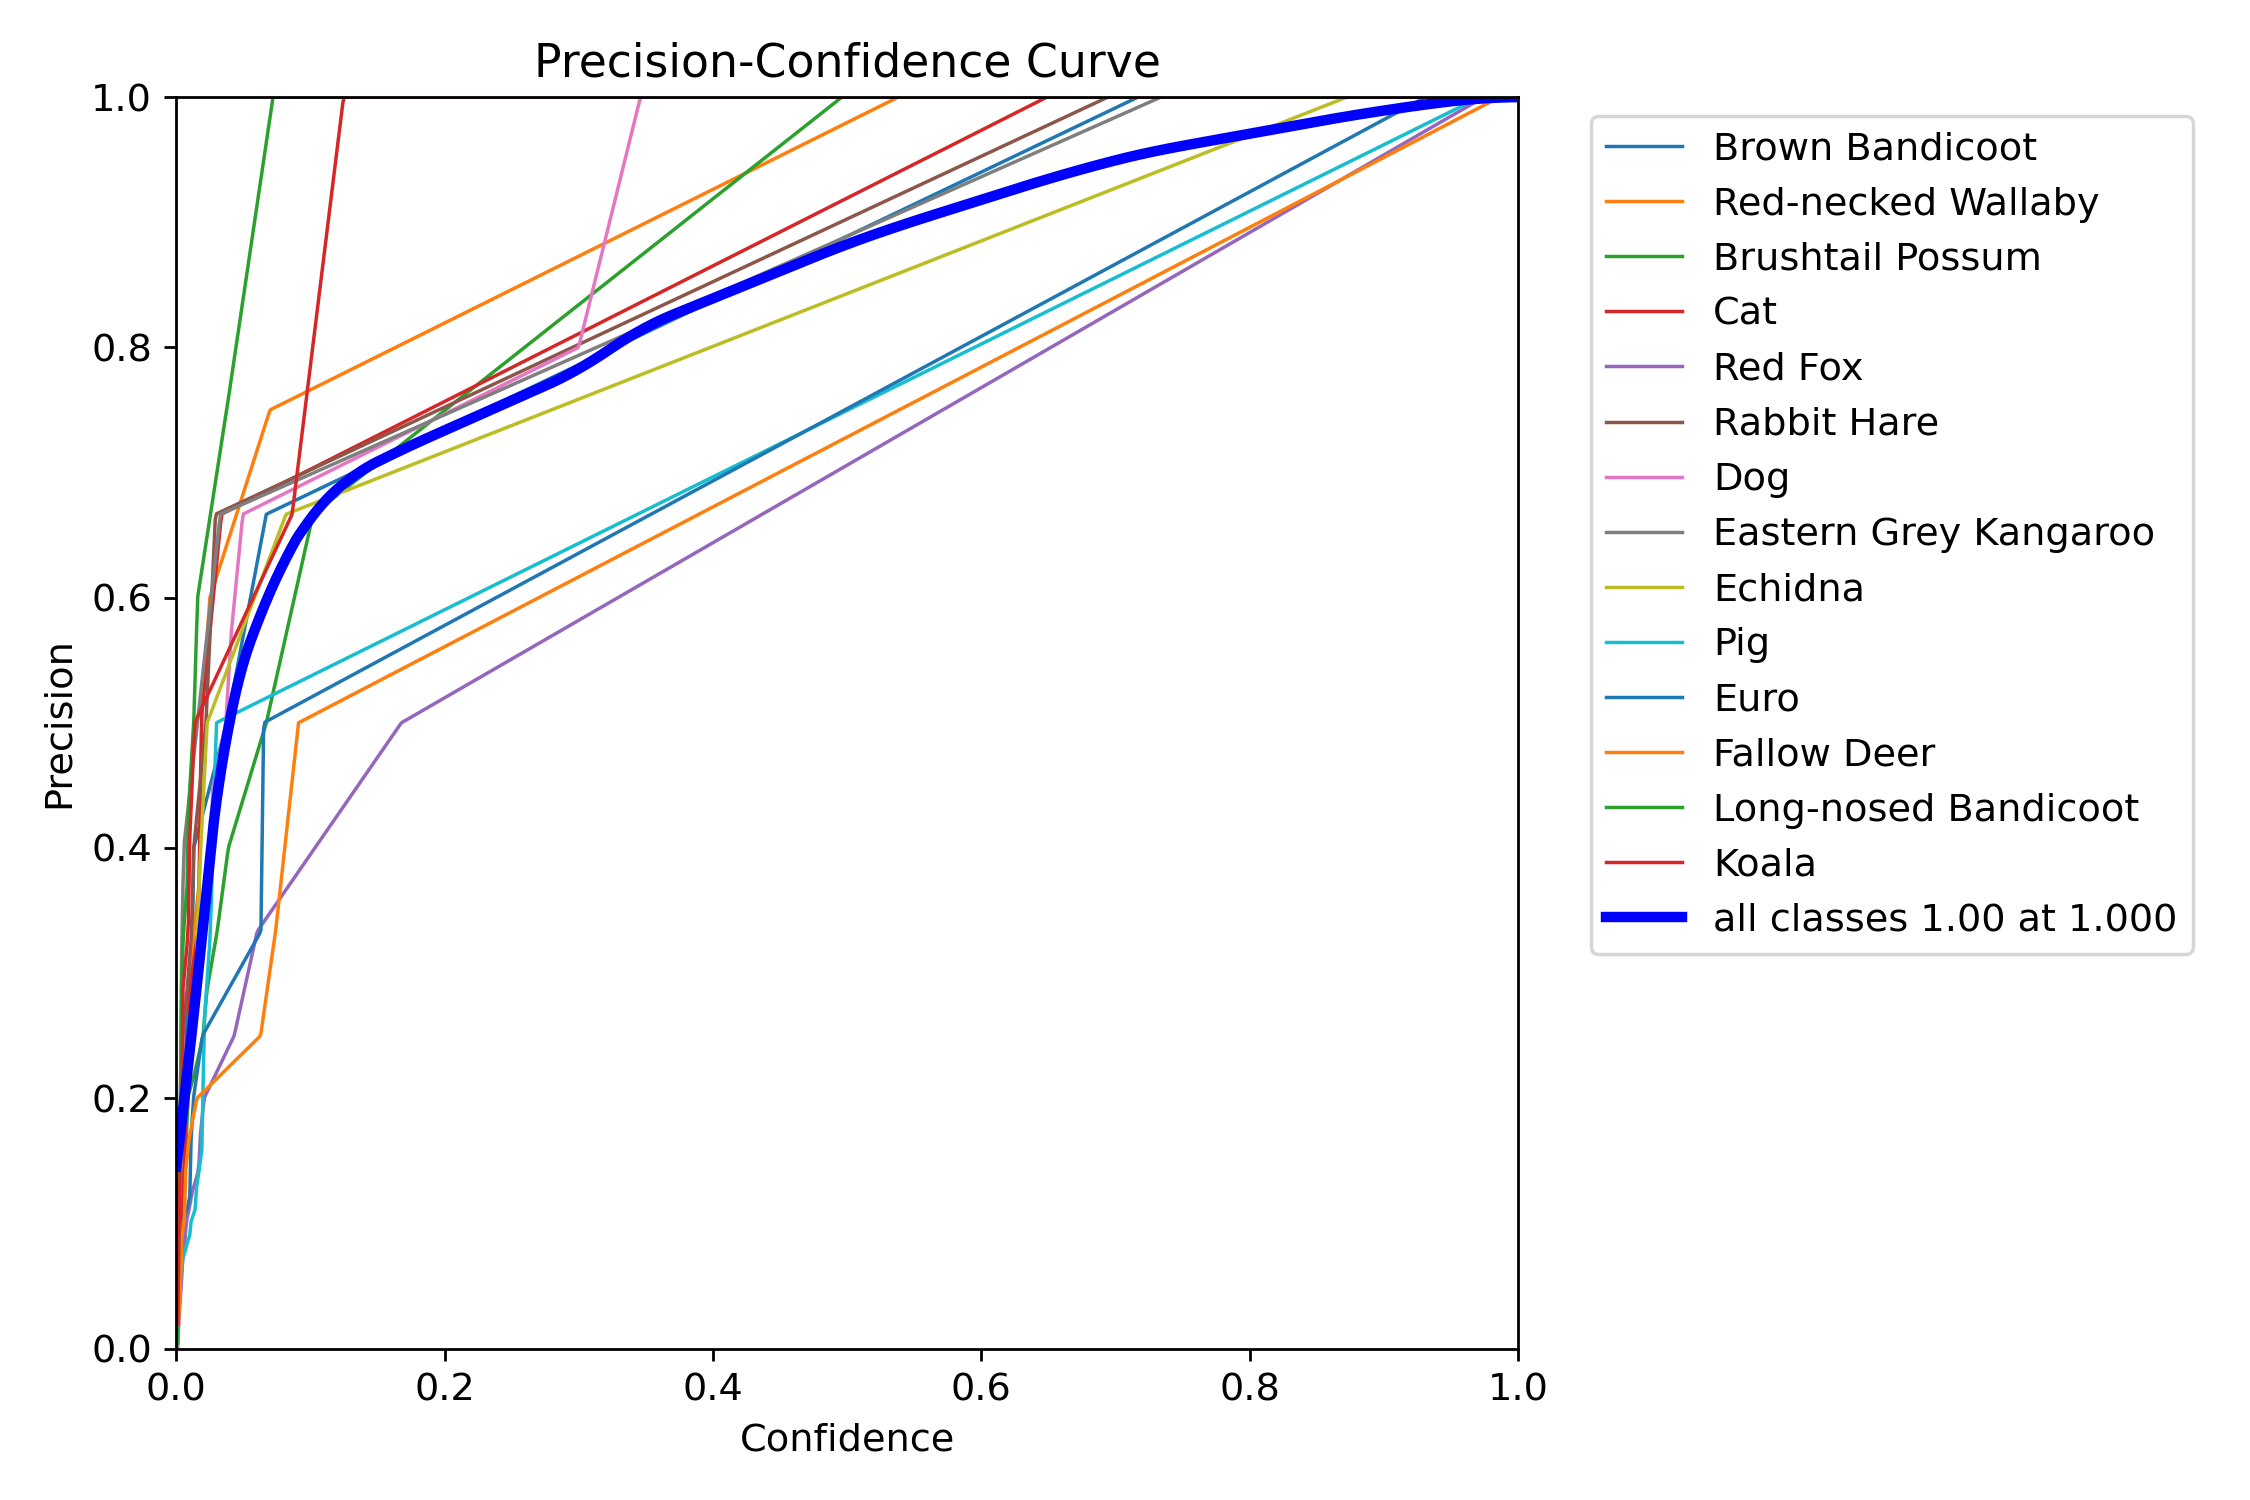 Precision-Confidence Curve
1.0
0.8
0.6
0.4
0.2
0.0
Precision
0.0 0.2 0.4 0.6 0.8 1.0
Confidence
Brown Bandicoot
Red-necked Wallaby
Brushtail Possum
Cat
Red Fox
Rabbit Hare
Dog
Eastern Grey Kangaroo
Echidna
Pig
Euro
Fallow Deer
Long-nosed Bandicoot
Koala
all classes 1.00 at 1.000